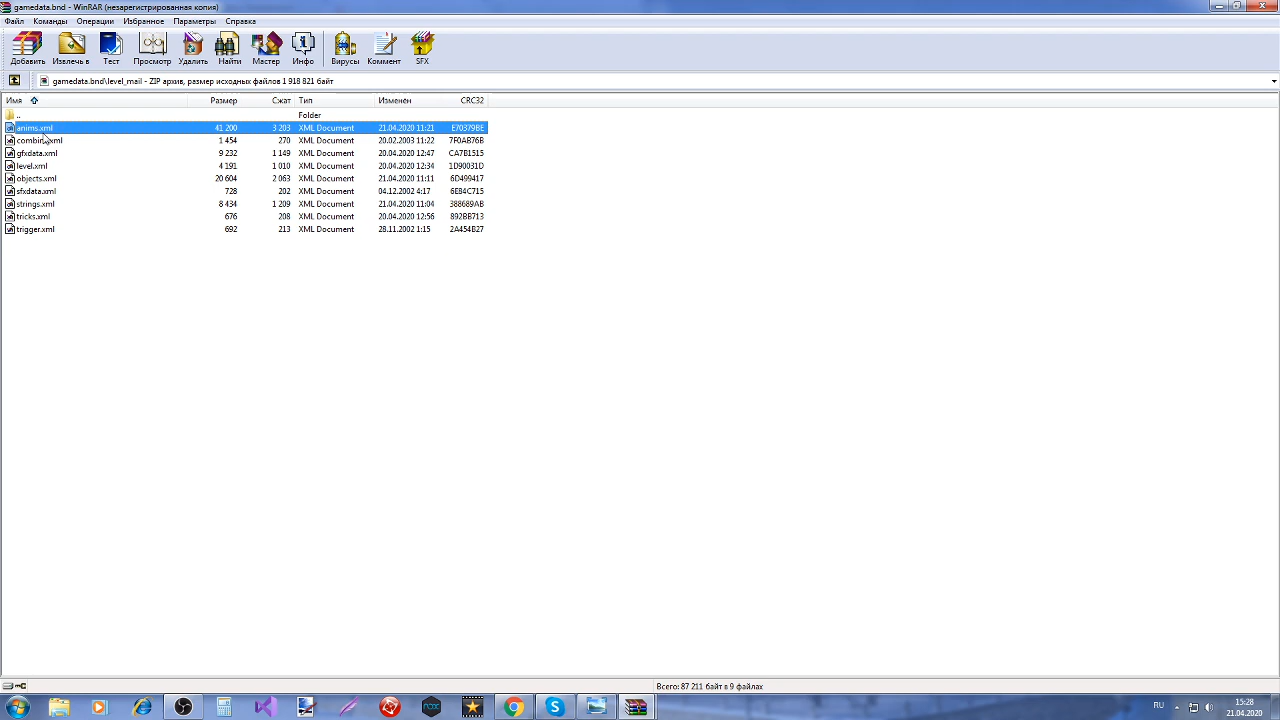 gamedata.bnd - WinRAR (незарегистрированная копия)
Файл Команды Операции Избранное Параметры Справка
Добавить Извлечь в Тест Просмотр Удалить Найти Мастер Инфо Вирусы Коммент SFX
gamedata.bnd\level_mail - ZIP архив, размер исходных файлов 1 918 821 байт
Имя Размер Сжат Тип Изменён CRC32
.. Folder
anims.xml 41 200 3 203 XML Document 21.04.2020 11:21 E70379BE
combine.xml 1 454 270 XML Document 20.02.2003 11:22 7F0AB76B
gfxdata.xml 9 232 1 149 XML Document 20.04.2020 12:47 CA7B1515
level.xml 4 191 1 010 XML Document 20.04.2020 12:34 1D90031D
objects.xml 20 604 2 063 XML Document 21.04.2020 11:11 6D499417
sfxdata.xml 728 202 XML Document 04.12.2002 4:17 6E84C715
strings.xml 8 434 1 209 XML Document 21.04.2020 11:04 388689AB
tricks.xml 676 208 XML Document 20.04.2020 12:56 892BB713
trigger.xml 692 213 XML Document 28.11.2002 1:15 2A454B27
Всего: 87 211 байт в 9 файлах
nox
RU
15:28
21.04.2020